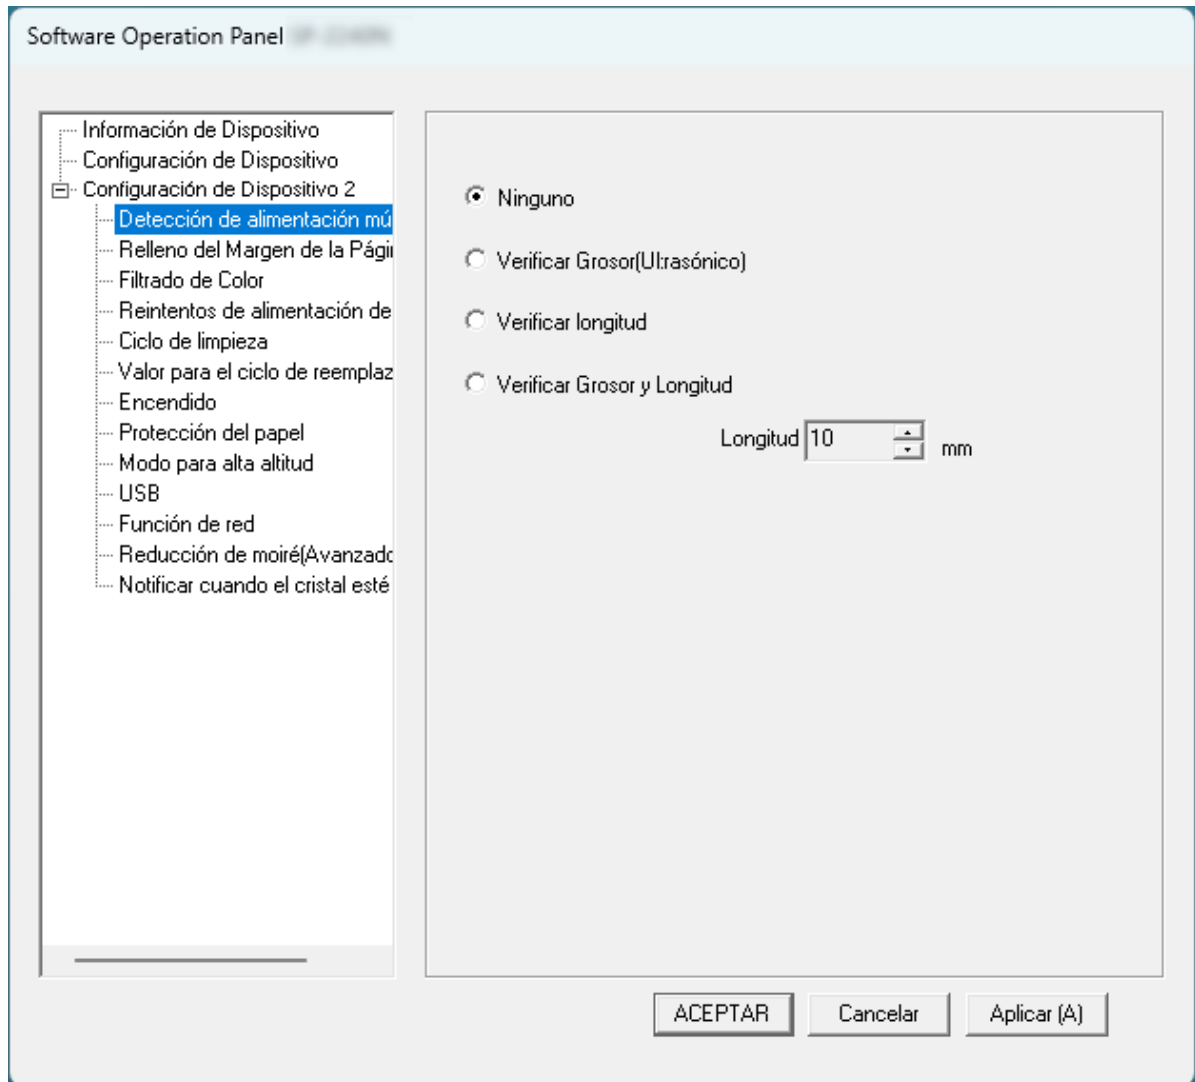 Software Operation Panel
Información de Dispositivo
Configuración de Dispositivo
Configuración de Dispositivo 2
Detección de alimentación mú
Relleno del Margen de la Págir
Filtrado de Color
Reintentos de alimentación de
Ciclo de limpieza
Valor para el ciclo de reemplaz
Encendido
Protección del papel
Modo para alta altitud
USB
Función de red
Reducción de moiré(Avanzado
Notificar cuando el cristal esté
Ninguno
Verificar Grosor(Ul:rasónico)
Verificar longitud
Verificar Grosor y Longitud
Longitud 10 mm
ACEPTAR Cancelar Aplicar (A)